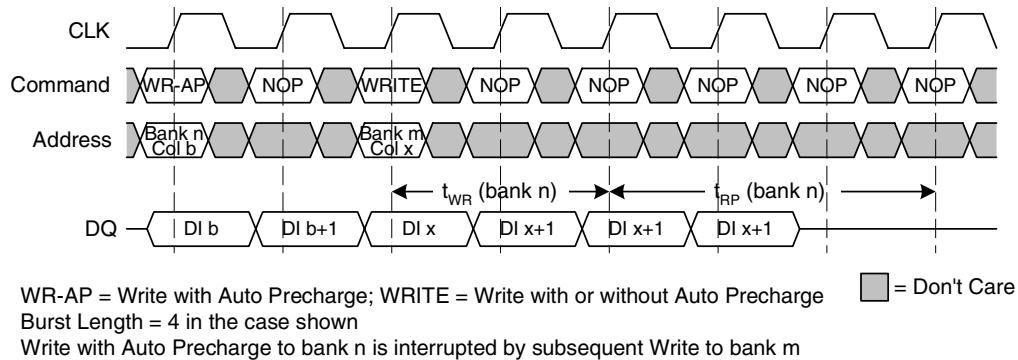 CLK
Command WR-AP NOP WRITE NOP NOP NOP NOP NOP
Address Bank n Col b Bank m Col x
tWR (bank n) tRP (bank n)
DQ DI b DI b+1 DI x DI x+1 DI x+1 DI x+1
WR-AP = Write with Auto Precharge; WRITE = Write with or without Auto Precharge
= Don't Care
Burst Length = 4 in the case shown
Write with Auto Precharge to bank n is interrupted by subsequent Write to bank m